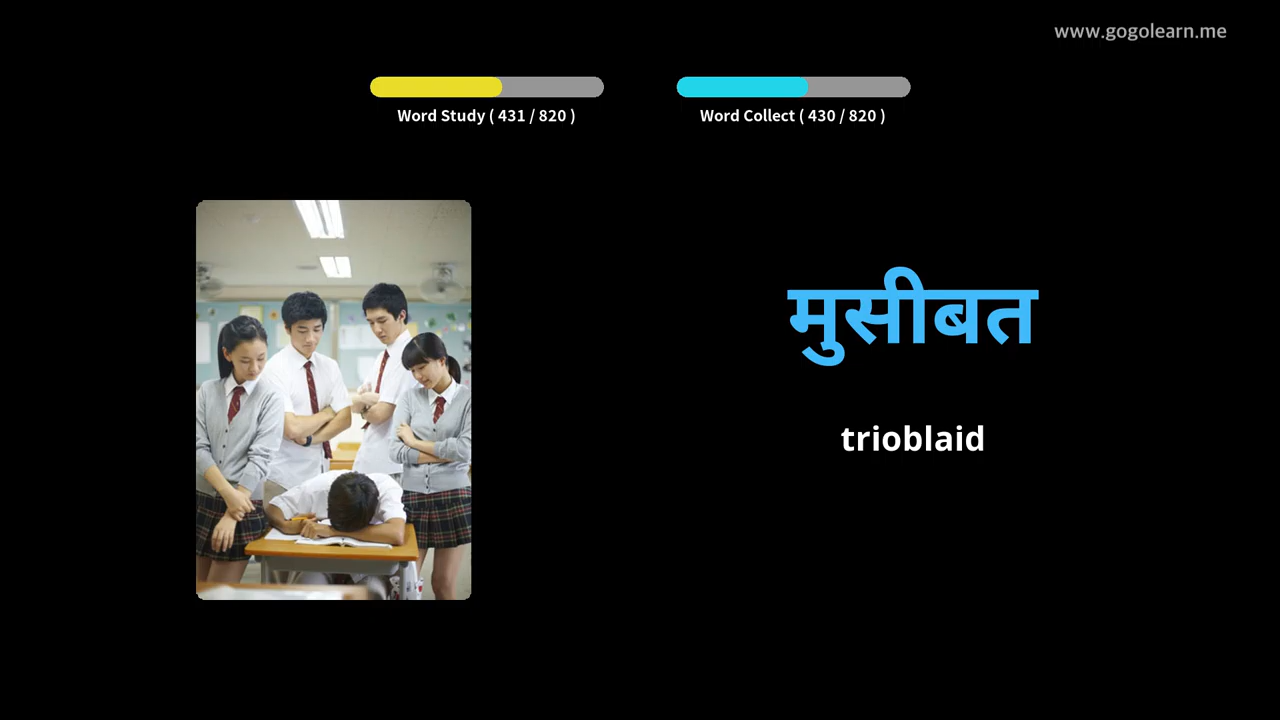 www.gogolearn.me
Word Study ( 431 / 820 )
Word Collect ( 430 / 820 )
मुसीबत
trioblaid